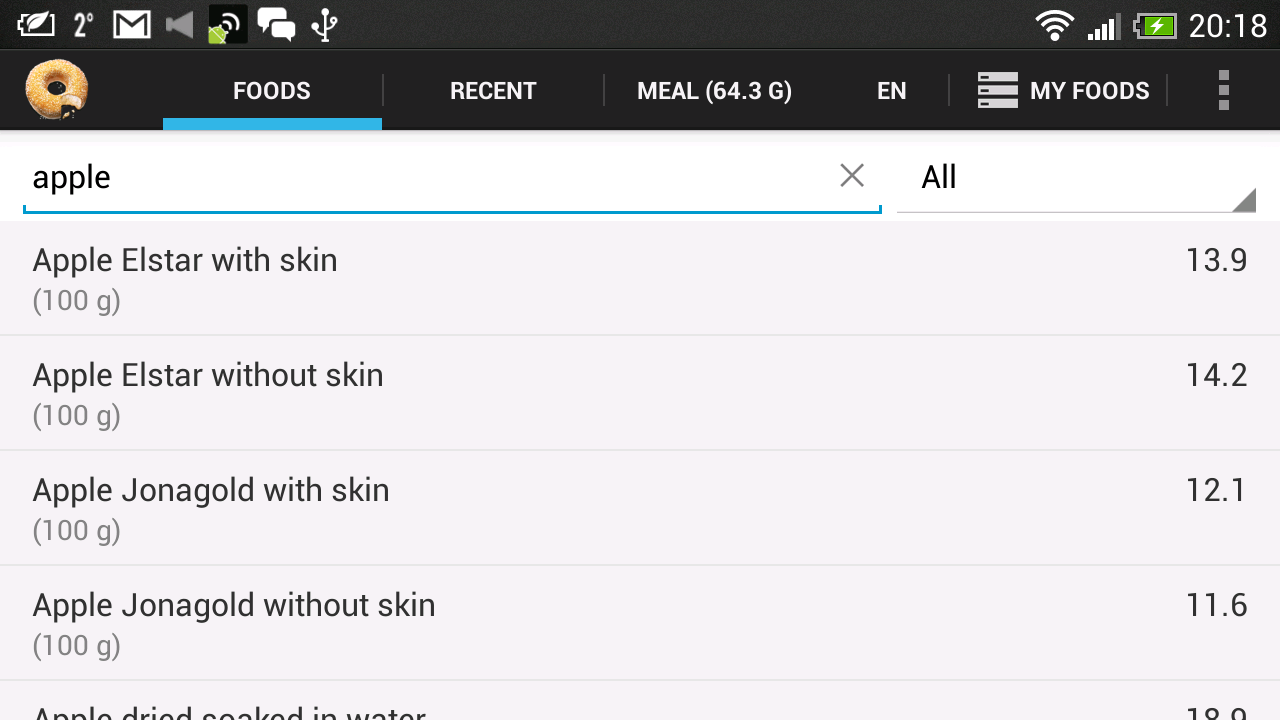 2° 20:18
FOODS RECENT MEAL (64.3 G) EN MY FOODS
apple All
Apple Elstar with skin 13.9
(100 g)
Apple Elstar without skin 14.2
(100 g)
Apple Jonagold with skin 12.1
(100 g)
Apple Jonagold without skin 11.6
(100 g)
Apple dried soaked in water 18.9